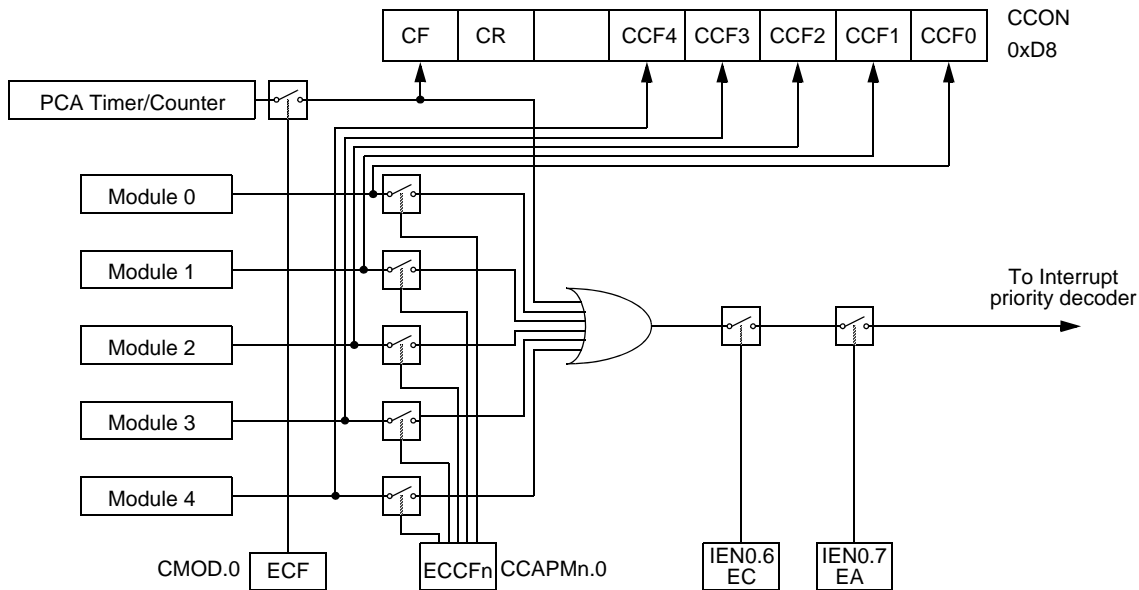 CF CR CCF4 CCF3 CCF2 CCF1 CCF0
CCON
0xD8
PCA Timer/Counter
Module 0
Module 1
Module 2
Module 3
Module 4
To Interrupt
priority decoder
CMOD.0 ECF
ECCFn CCAPMn.0
IEN0.6
EC
IEN0.7
EA